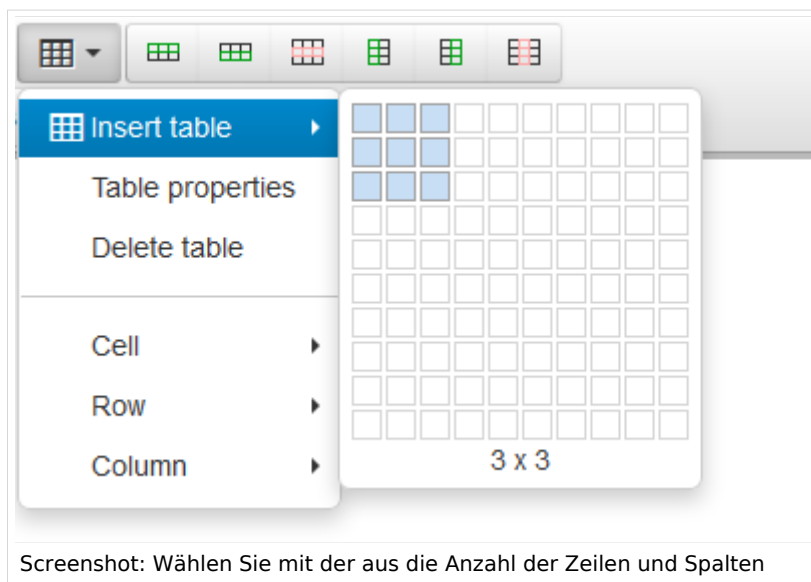 Insert table
Table properties
Delete table
Cell
Row
Column
3 x 3
Screenshot: Wählen Sie mit der aus die Anzahl der Zeilen und Spalten